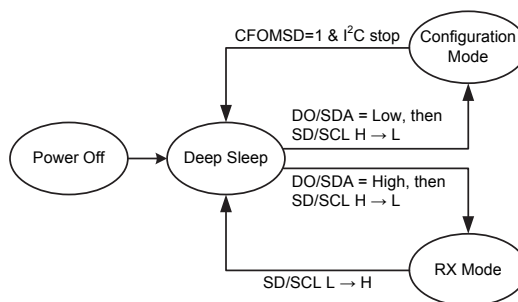 CFOMSD=1 & I²C stop
Configuration
Mode
DO/SDA = Low, then
SD/SCL H → L
Power Off
Deep Sleep
DO/SDA = High, then
SD/SCL H → L
RX Mode
SD/SCL L → H